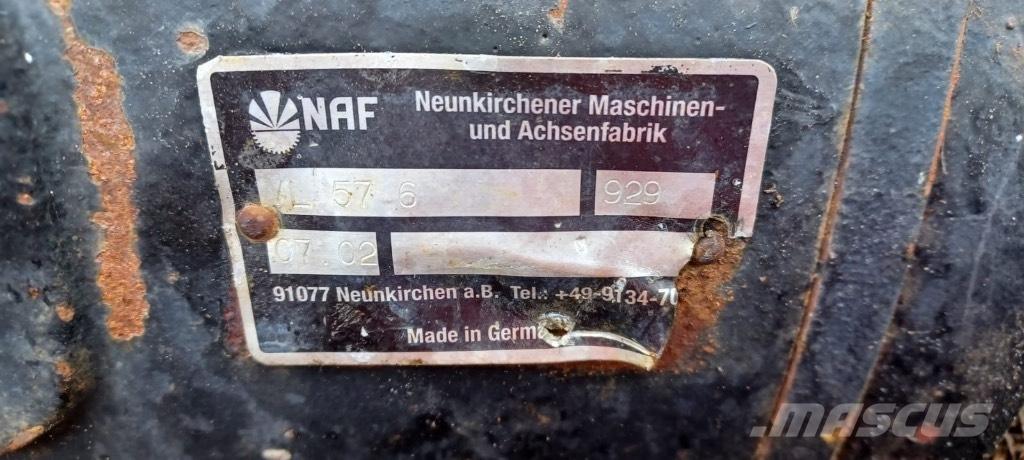 NAF
Neunkirchener Maschinen-
und Achsenfabrik
57 6
929
07.02
91077 Neunkirchen a.B. Tel.: +49-9134-70
Made in Germa
MASCUS